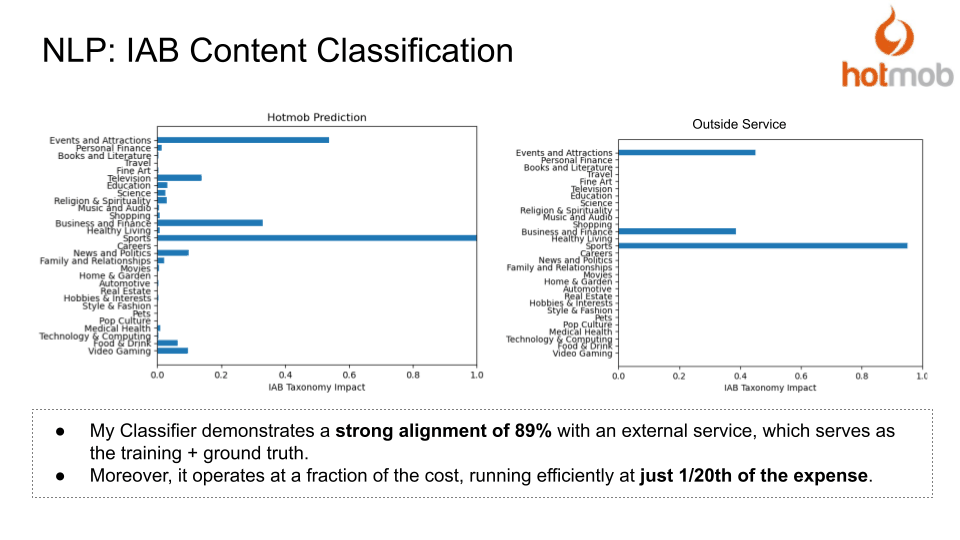 NLP: IAB Content Classification
hotmob
Hotmob Prediction
Events and Attractions
Personal Finance
Books and Literature
Travel
Fine Art
Television
Education
Science
Religion & Spirituality
Music and Audio
Shopping
Business and Finance
Healthy Living
Sports
Careers
News and Politics
Family and Relationships
Movies
Home & Garden
Automotive
Real Estate
Hobbies & Interests
Style & Fashion
Pets
Pop Culture
Medical Health
Technology & Computing
Food & Drink
Video Gaming
0.0 0.2 0.4 0.6 0.8 1.0
IAB Taxonomy Impact
Outside Service
Events and Attractions
Personal Finance
Books and Literature
Travel
Fine Art
Television
Education
Science
Religion & Spirituality
Music and Audio
Shopping
Business and Finance
Healthy Living
Sports
Careers
News and Politics
Family and Relationships
Movies
Home & Garden
Automotive
Real Estate
Hobbies & Interests
Style & Fashion
Pets
Pop Culture
Medical Health
Technology & Computing
Food & Drink
Video Gaming
0.0 0.2 0.4 0.6 0.8 1.0
IAB Taxonomy Impact
● My Classifier demonstrates a strong alignment of 89% with an external service, which serves as
the training + ground truth.
● Moreover, it operates at a fraction of the cost, running efficiently at just 1/20th of the expense.